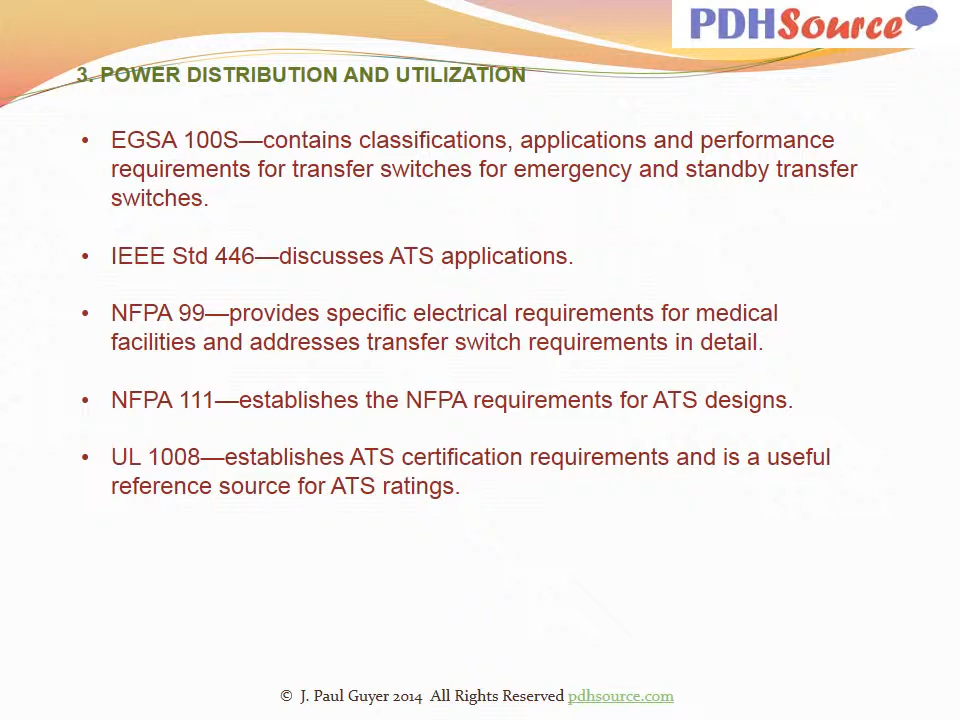 PDHSource
3. POWER DISTRIBUTION AND UTILIZATION
• EGSA 100S—contains classifications, applications and performance
requirements for transfer switches for emergency and standby transfer
switches.
• IEEE Std 446—discusses ATS applications.
• NFPA 99—provides specific electrical requirements for medical
facilities and addresses transfer switch requirements in detail.
• NFPA 111—establishes the NFPA requirements for ATS designs.
• UL 1008—establishes ATS certification requirements and is a useful
reference source for ATS ratings.
© J. Paul Guyer 2014 All Rights Reserved pdhsource.com